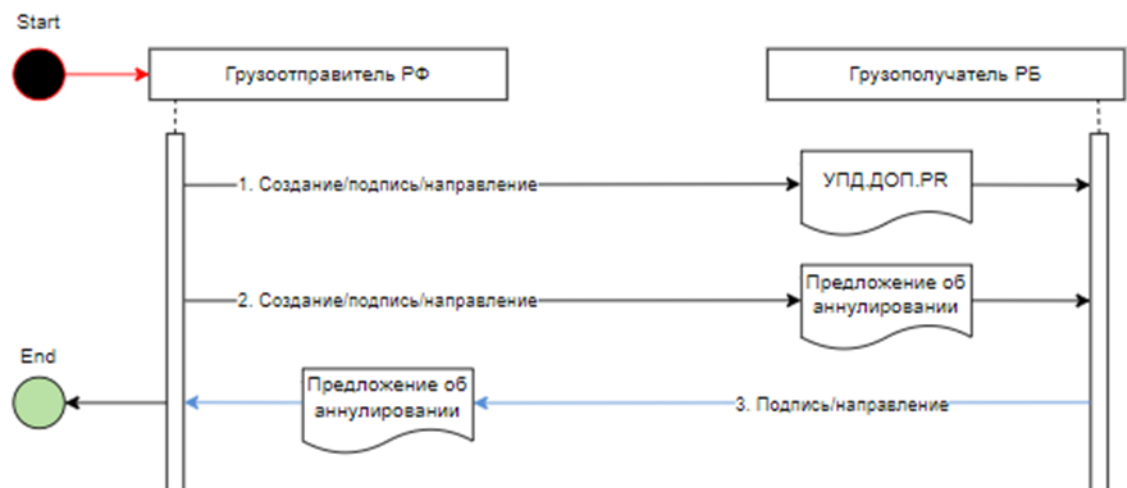 Start
Грузоотправитель РФ
Грузополучатель РБ
1. Создание/подпись/направление
УПД.ДОП.PR
2. Создание/подпись/направление
Предложение об
аннулировании
End
Предложение об
аннулировании
3. Подпись/направление